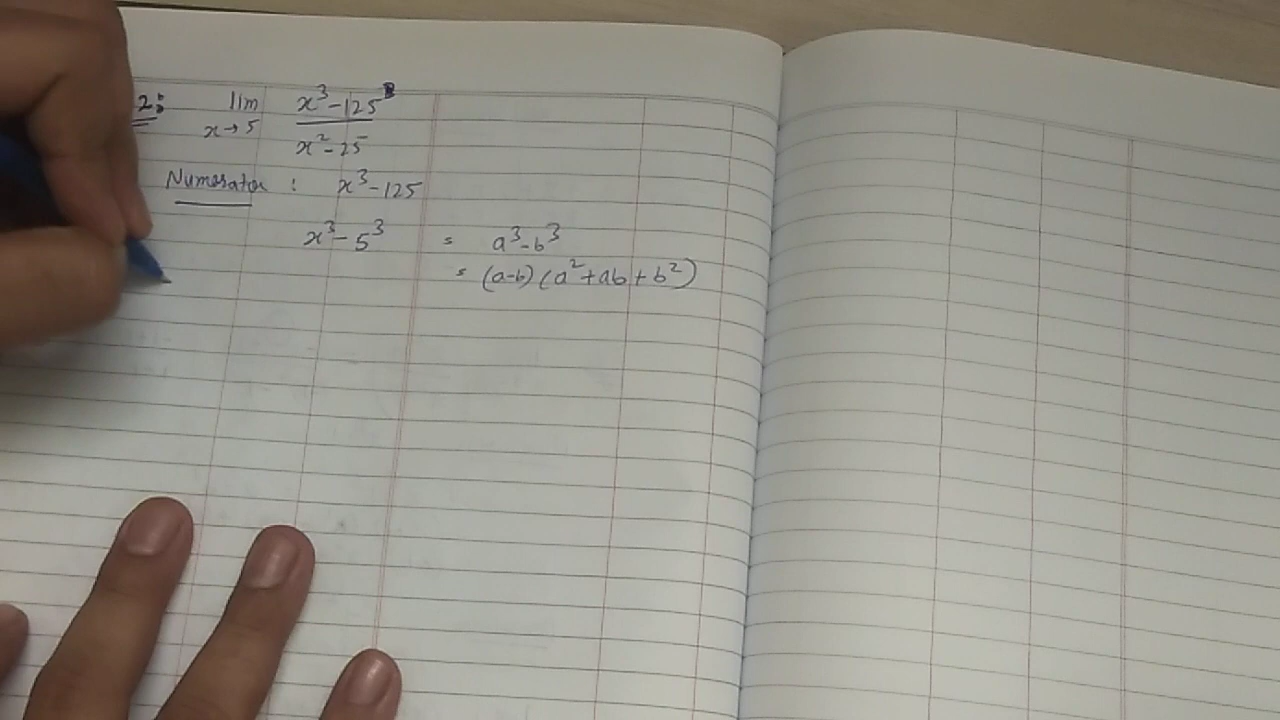 2: lim x³-125
x→5 x²-25
Numerator : x³-125
x³-5³ = a³-b³
= (a-b) (a²+ab+b²)